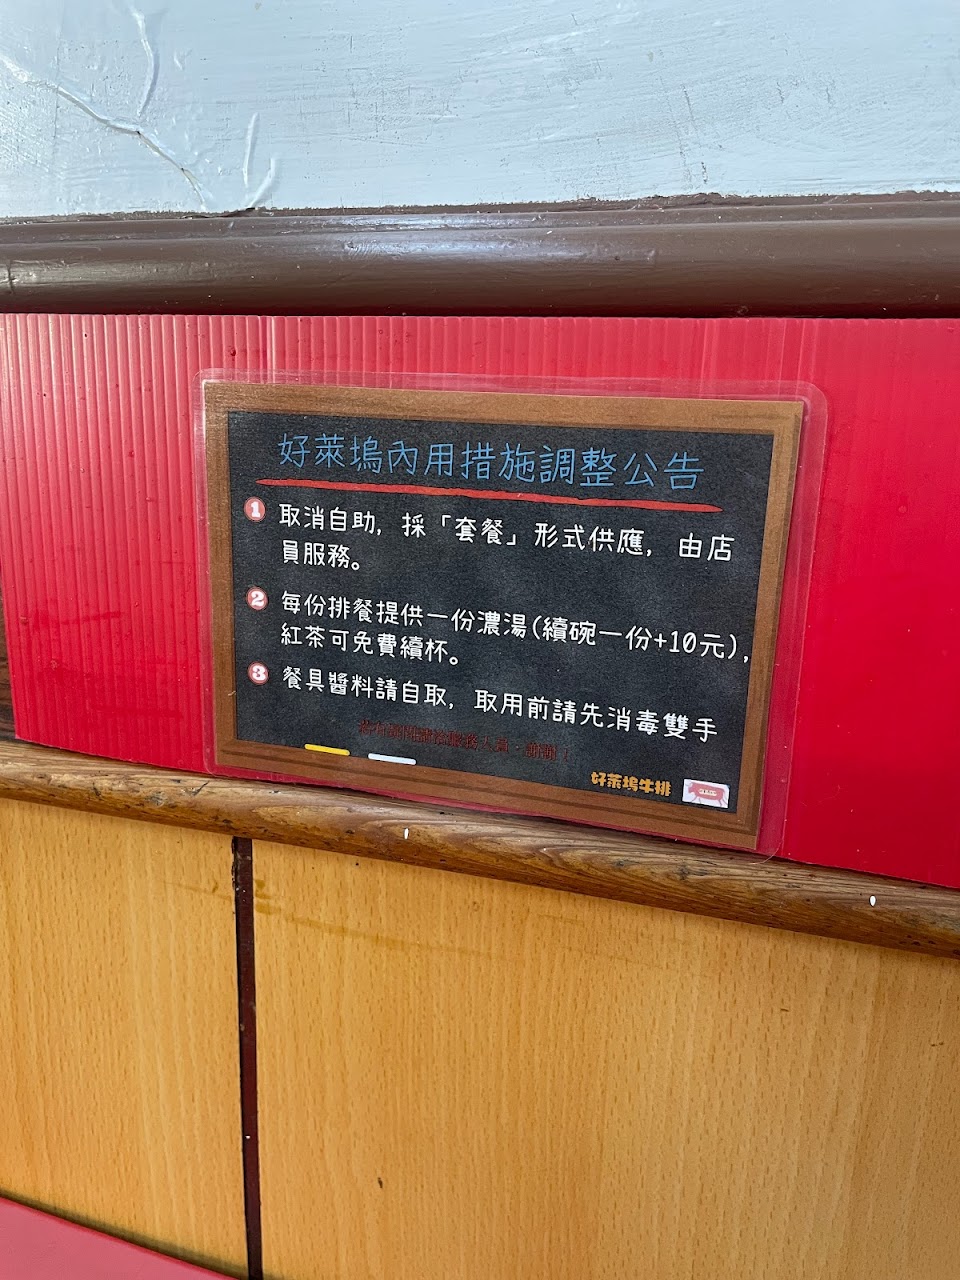 好萊塢內用措施調整公告
1 取消自助，採「套餐」形式供應，由店
員服務。
2 每份排餐提供一份濃湯(續碗一份+10元)，
紅茶可免費續杯。
3 餐具醬料請自取，取用前請先消毒雙手
好萊塢牛排